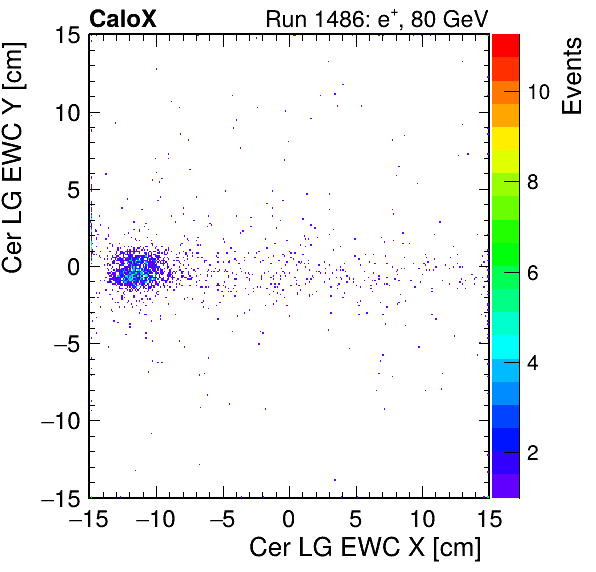 CaloX Run 1486: e⁺, 80 GeV
Cer LG EWC Y [cm]
15
10
5
0
−5
−10
−15
−15 −10 −5 0 5 10 15
Cer LG EWC X [cm]
10
8
6
4
2
Events